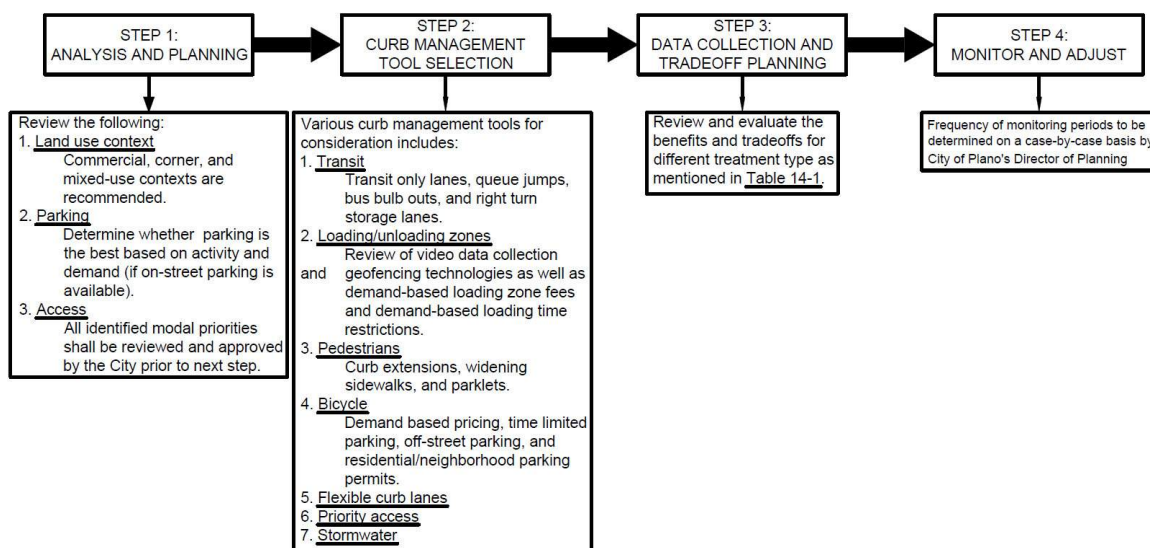 STEP 1:
ANALYSIS AND PLANNING
STEP 2:
CURB MANAGEMENT
TOOL SELECTION
STEP 3:
DATA COLLECTION AND
TRADEOFF PLANNING
STEP 4:
MONITOR AND ADJUST
Review the following:
1. Land use context
Commercial, corner, and
mixed-use contexts are
recommended.
2. Parking
Determine whether parking is
the best based on activity and
demand (if on-street parking is
available).
3. Access
All identified modal priorities
shall be reviewed and approved
by the City prior to next step.
Various curb management tools for
consideration includes:
1. Transit
Transit only lanes, queue jumps,
bus bulb outs, and right turn
storage lanes.
2. Loading/unloading zones
Review of video data collection
and geofencing technologies as well as
demand-based loading zone fees
and demand-based loading time
restrictions.
3. Pedestrians
Curb extensions, widening
sidewalks, and parklets.
4. Bicycle
Demand based pricing, time limited
parking, off-street parking, and
residential/neighborhood parking
permits.
5. Flexible curb lanes
6. Priority access
7. Stormwater
Review and evaluate the
benefits and tradeoffs for
different treatment type as
mentioned in Table 14-1.
Frequency of monitoring periods to be
determined on a case-by-case basis by
City of Plano's Director of Planning